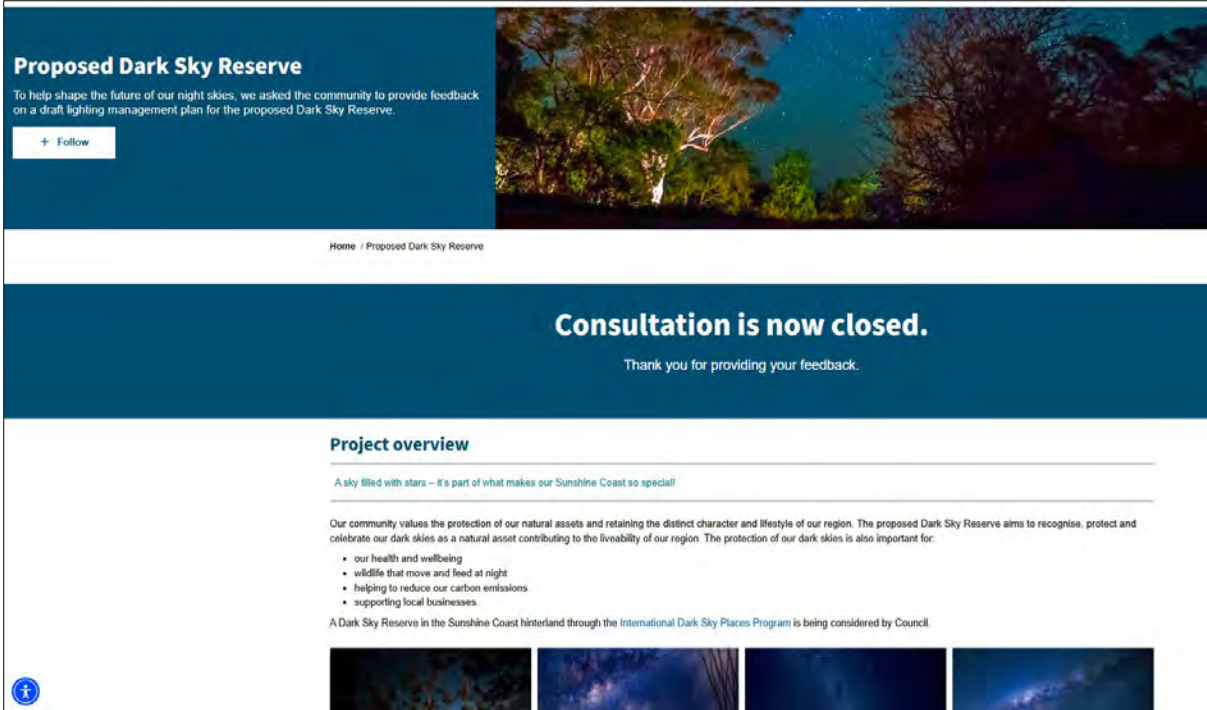 Proposed Dark Sky Reserve
To help shape the future of our night skies, we asked the community to provide feedback
on a draft lighting management plan for the proposed Dark Sky Reserve.
+ Follow
Home / Proposed Dark Sky Reserve
Consultation is now closed.
Thank you for providing your feedback.
Project overview
A sky filled with stars – it's part of what makes our Sunshine Coast so special!
Our community values the protection of our natural assets and retaining the distinct character and lifestyle of our region. The proposed Dark Sky Reserve aims to recognise, protect and
celebrate our dark skies as a natural asset contributing to the liveability of our region. The protection of our dark skies is also important for:
• our health and wellbeing
• wildlife that move and feed at night
• helping to reduce our carbon emissions
• supporting local businesses.
A Dark Sky Reserve in the Sunshine Coast hinterland through the International Dark Sky Places Program is being considered by Council.